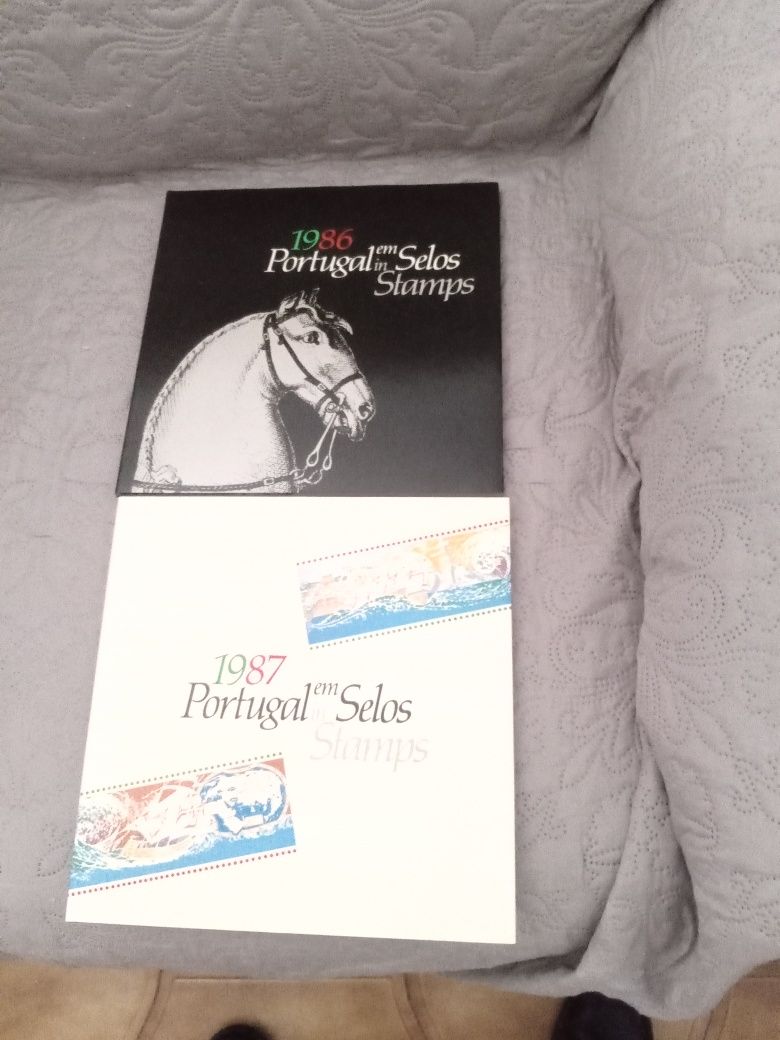 1986
Portugal em in Selos
Stamps
1987
Portugal em in Selos
Stamps